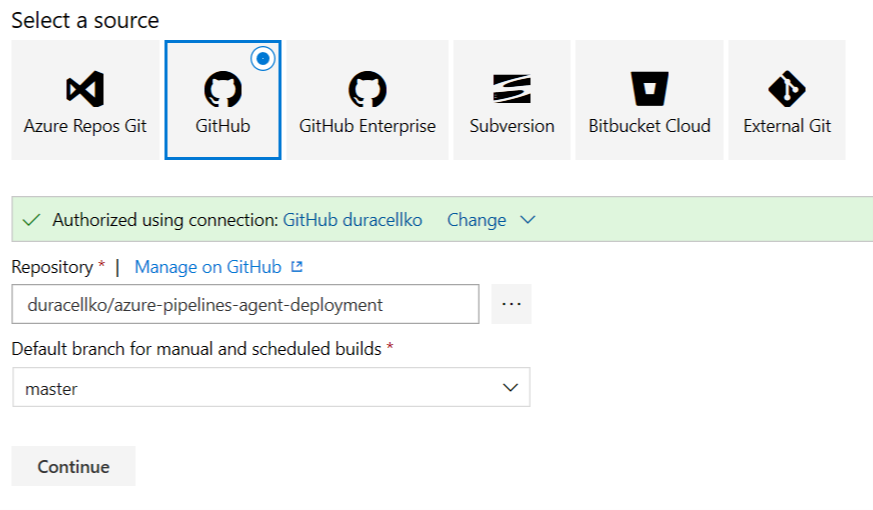 Select a source
Azure Repos Git
GitHub
GitHub Enterprise
Subversion
Bitbucket Cloud
External Git
Authorized using connection: GitHub duracellko Change
Repository * | Manage on GitHub
duracellko/azure-pipelines-agent-deployment
...
Default branch for manual and scheduled builds *
master
Continue